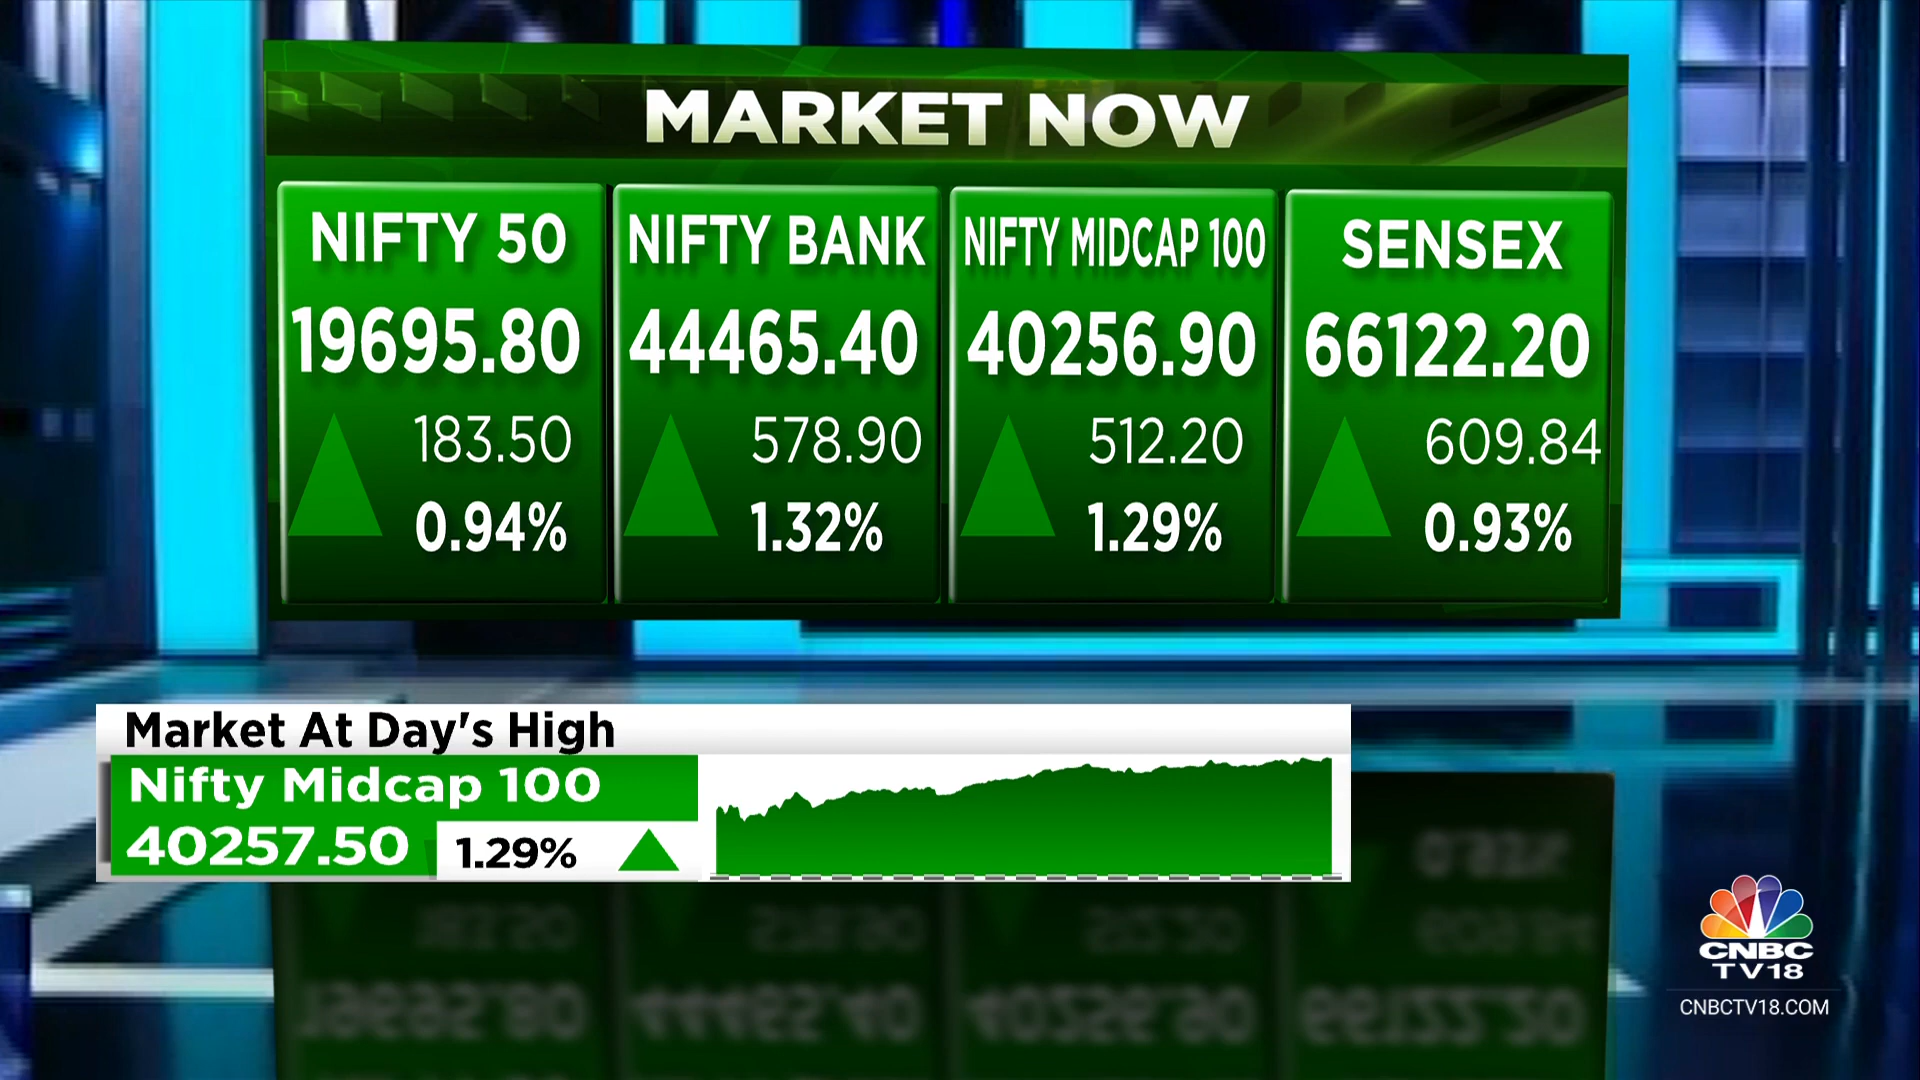 MARKET NOW
NIFTY 50
19695.80
183.50
0.94%
NIFTY BANK
44465.40
578.90
1.32%
NIFTY MIDCAP 100
40256.90
512.20
1.29%
SENSEX
66122.20
609.84
0.93%
Market At Day's High
Nifty Midcap 100
40257.50
1.29%
CNBC
TV18
CNBCTV18.COM